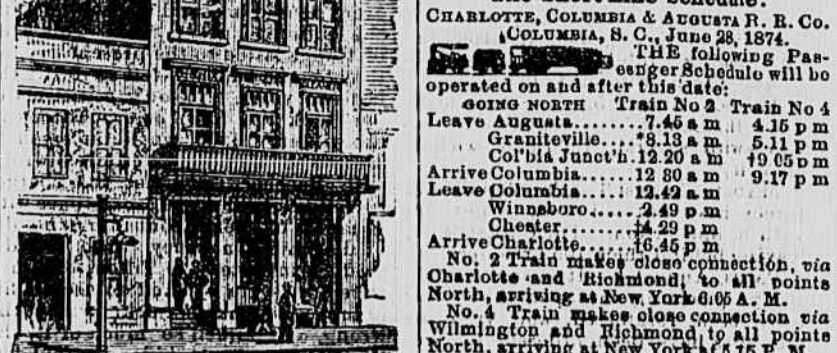 CHARLOTTE, COLUMBIA & AUGUSTA R. R. Co.
COLUMBIA, S. C., June 28, 1874.
THE following Pas-
senger Schedule will be
operated on and after this date:
GOING NORTH Train No 2 Train No 4
Leave Augusta........7.45 a m 4.15 p m
Graniteville.....*8.13 a m 5.11 p m
Col'bia Junct'n.12.20 a m †9 05 p m
Arrive Columbia......12 30 a m 9.17 p m
Leave Columbia......12.42 a m
Winnsboro......2.49 p m
Chester........‡4.29 p m
Arrive Charlotte......†6.45 p m
No. 2 Train makes close connection, via
Charlotte and Richmond, to all points
North, arriving at New York 6.05 A. M.
No. 4 Train makes close connection via
Wilmington and Richmond to all points
North, arriving at New York